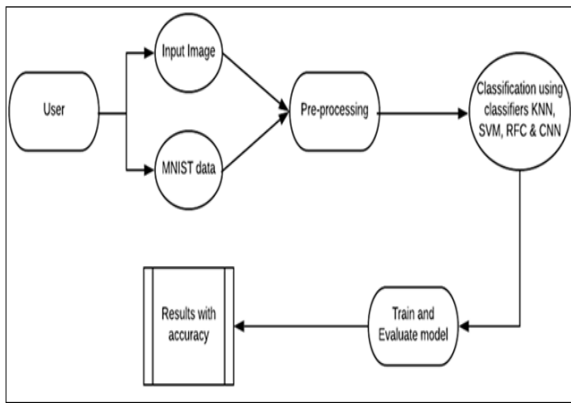 User
Input Image
MNIST data
Pre-processing
Classification using
classifiers KNN,
SVM, RFC & CNN
Train and
Evaluate model
Results with
accuracy